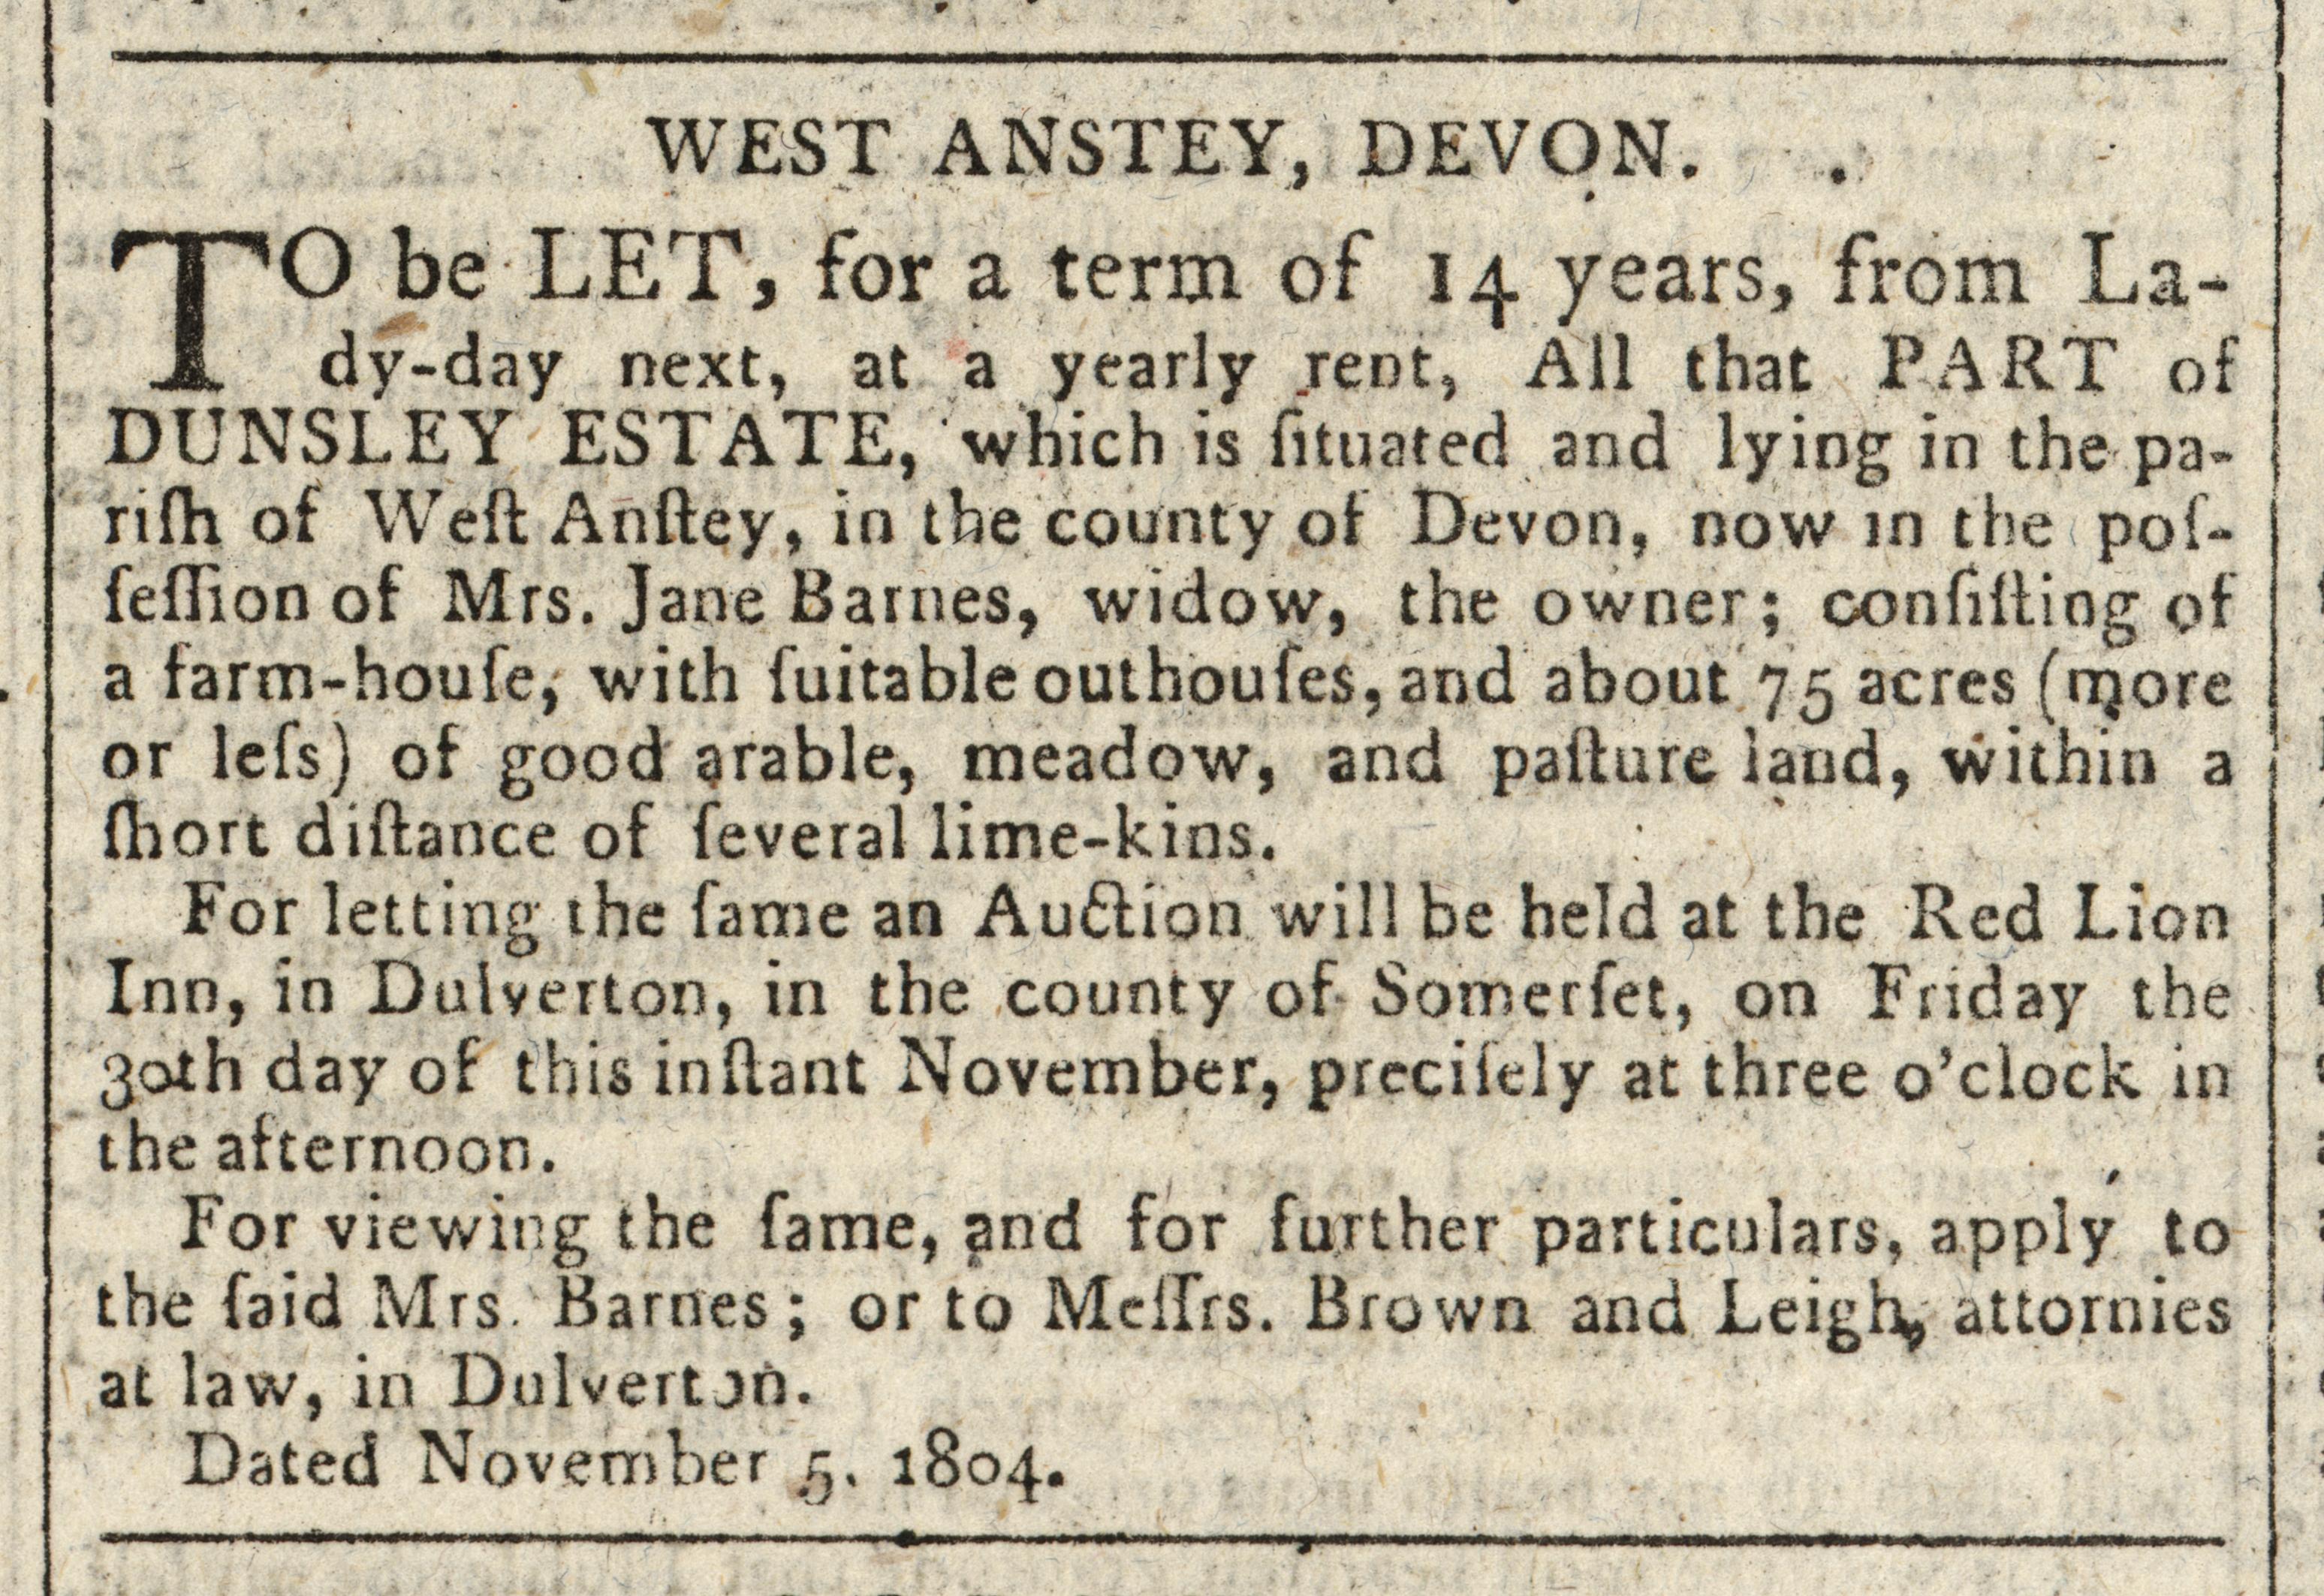 WEST ANSTEY, DEVON.
TO be LET, for a term of 14 years, from La-
dy-day next, at a yearly rent, All that PART of
DUNSLEY ESTATE, which is ſituated and lying in the pa-
riſh of Weſt Anſtey, in the county of Devon, now in the poſ-
ſeſſion of Mrs. Jane Barnes, widow, the owner; conſiſting of
a farm-houſe, with ſuitable outhouſes, and about 75 acres (more
or leſs) of good arable, meadow, and paſture land, within a
ſhort diſtance of ſeveral lime-kins.
For letting the ſame an Auction will be held at the Red Lion
Inn, in Dulverton, in the county of Somerſet, on Friday the
30th day of this inſtant November, preciſely at three o'clock in
the afternoon.
For viewing the ſame, and for further particulars, apply to
the ſaid Mrs. Barnes; or to Meſſrs. Brown and Leigh, attornies
at law, in Dulverton.
Dated November 5. 1804.